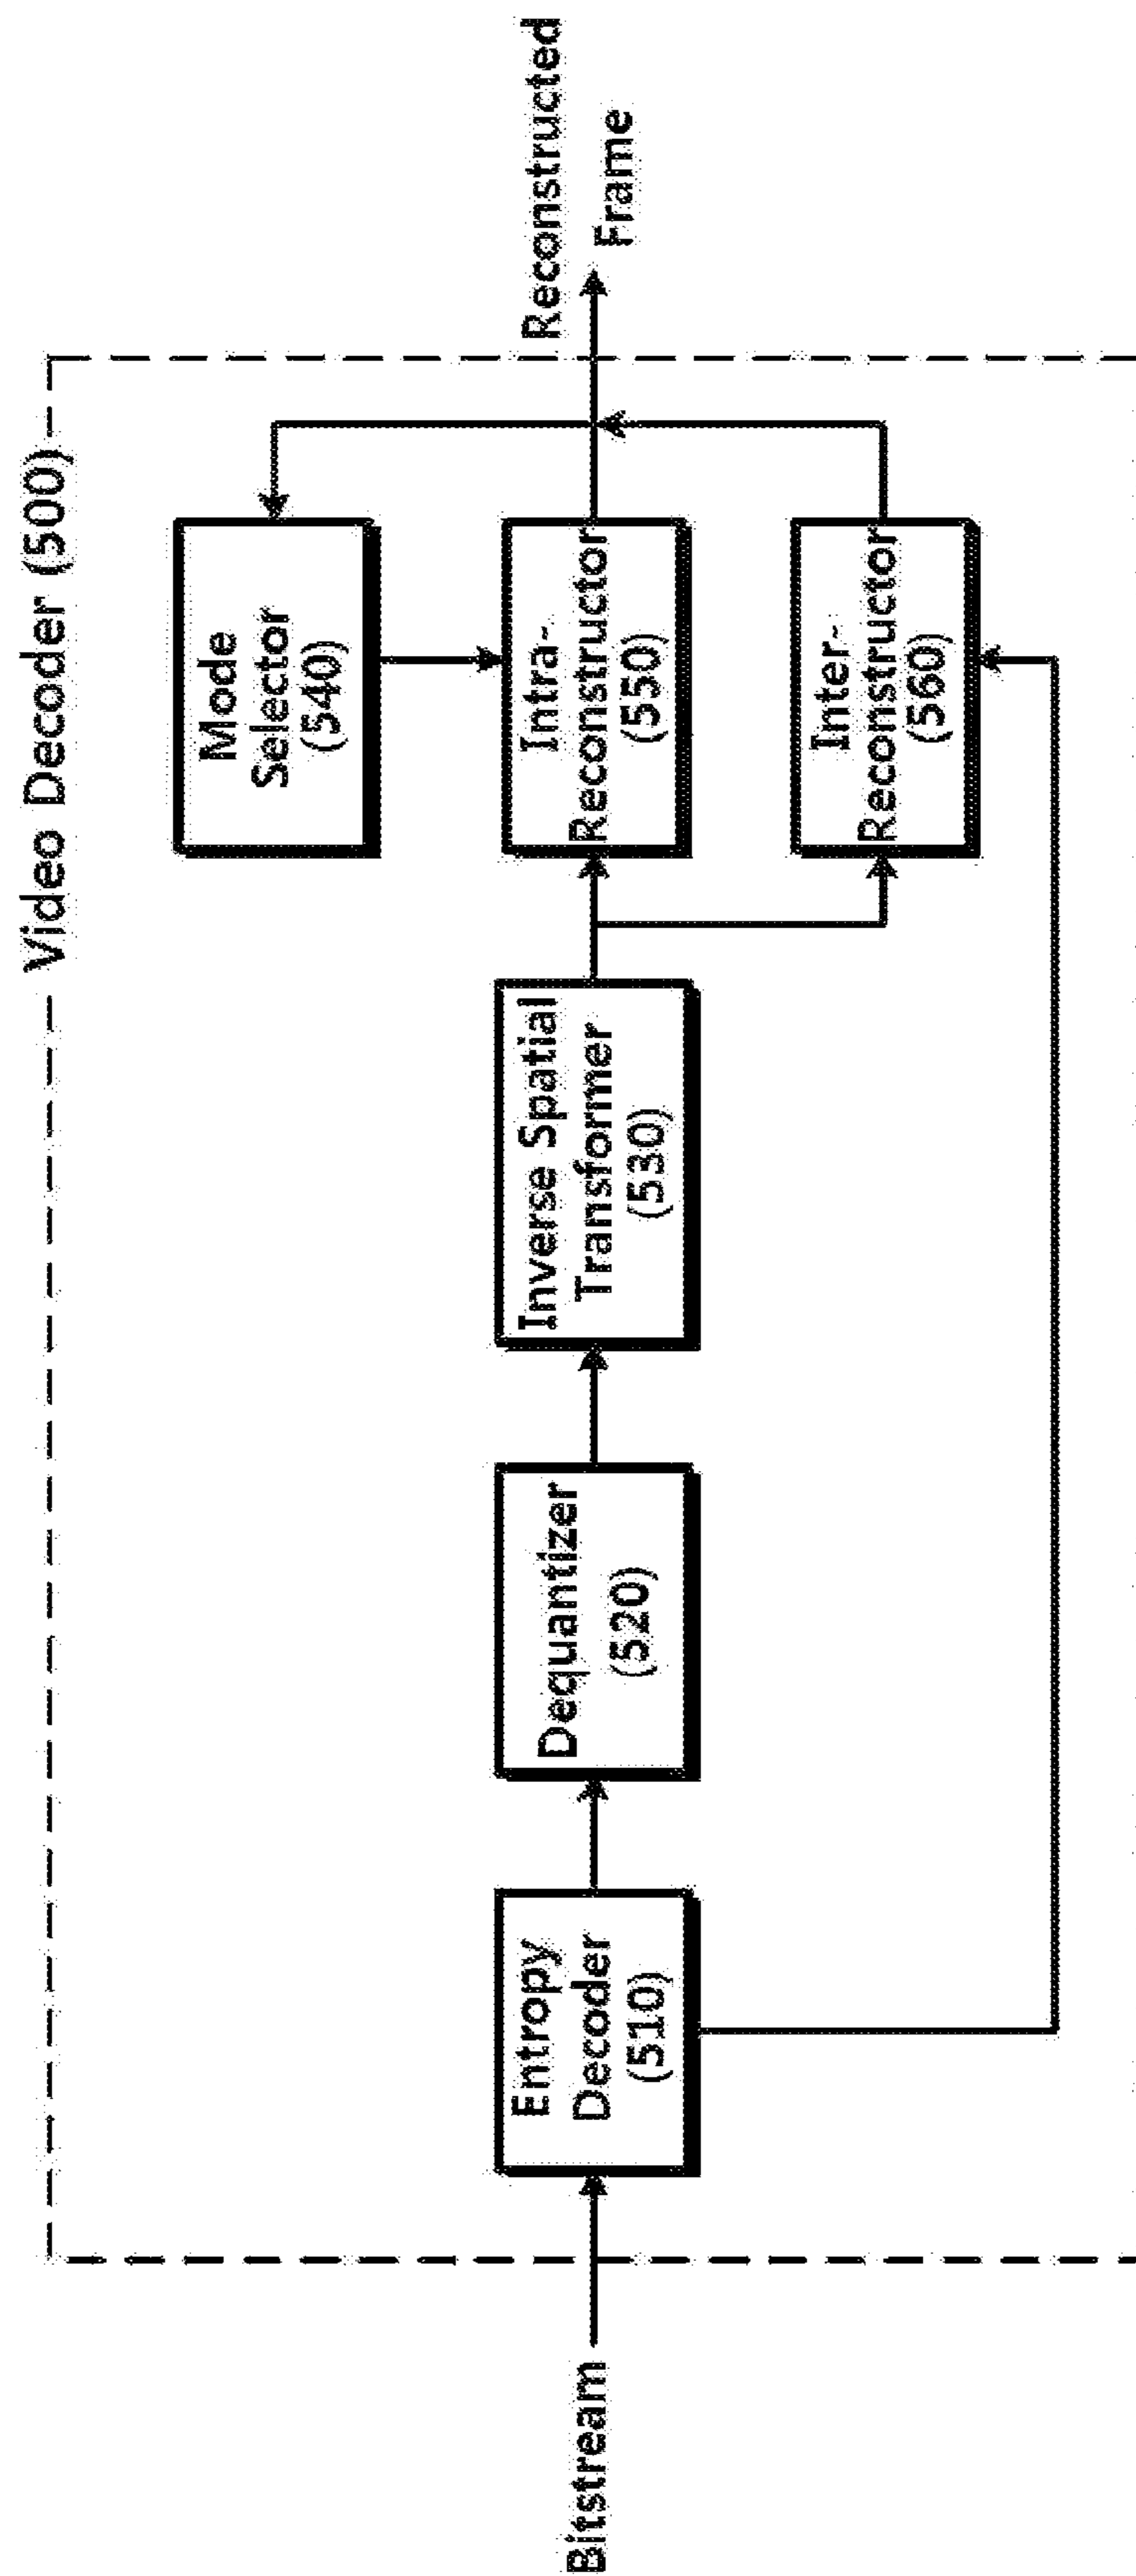 Video Decoder (500)
Bitstream
Entropy
Decoder
(510)
Dequantizer
(520)
Inverse Spatial
Transformer
(530)
Mode
Selector
(540)
Intra-
Reconstructor
(550)
Inter-
Reconstructor
(560)
Reconstructed
Frame